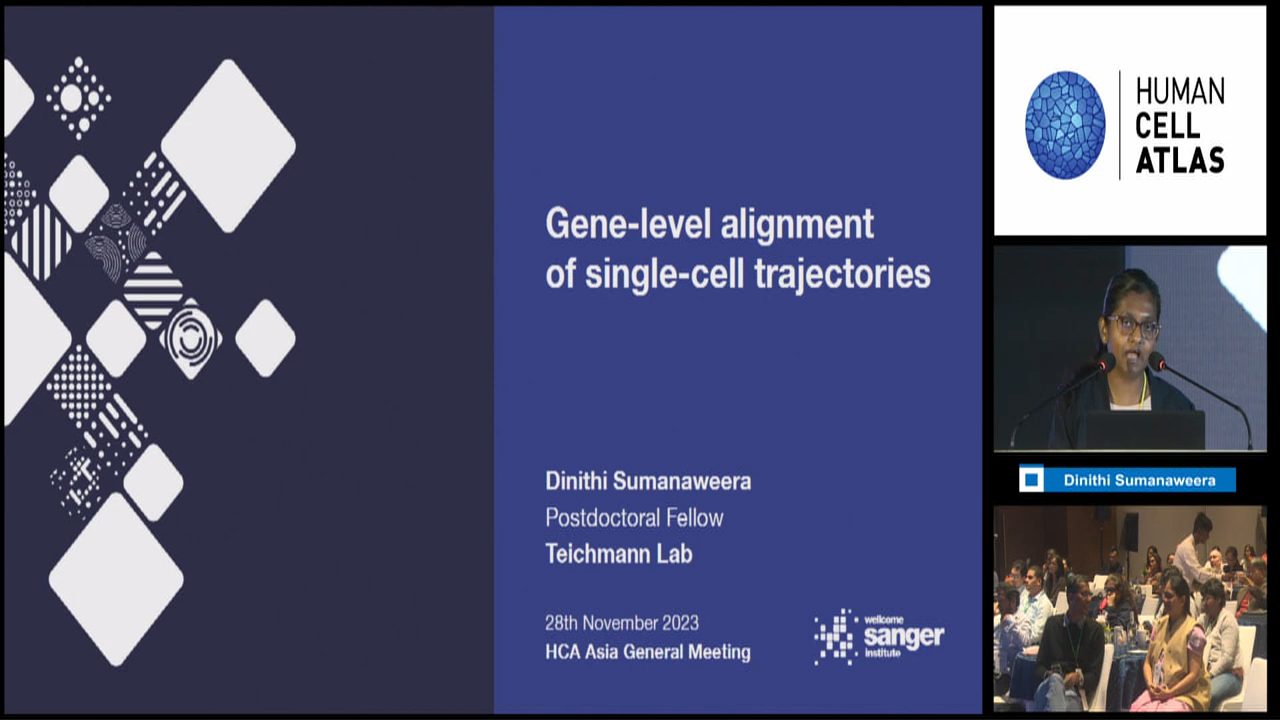 Gene-level alignment
of single-cell trajectories
Dinithi Sumanaweera
Postdoctoral Fellow
Teichmann Lab
28th November 2023
HCA Asia General Meeting
wellcome
sanger
institute
HUMAN
CELL
ATLAS
Dinithi Sumanaweera